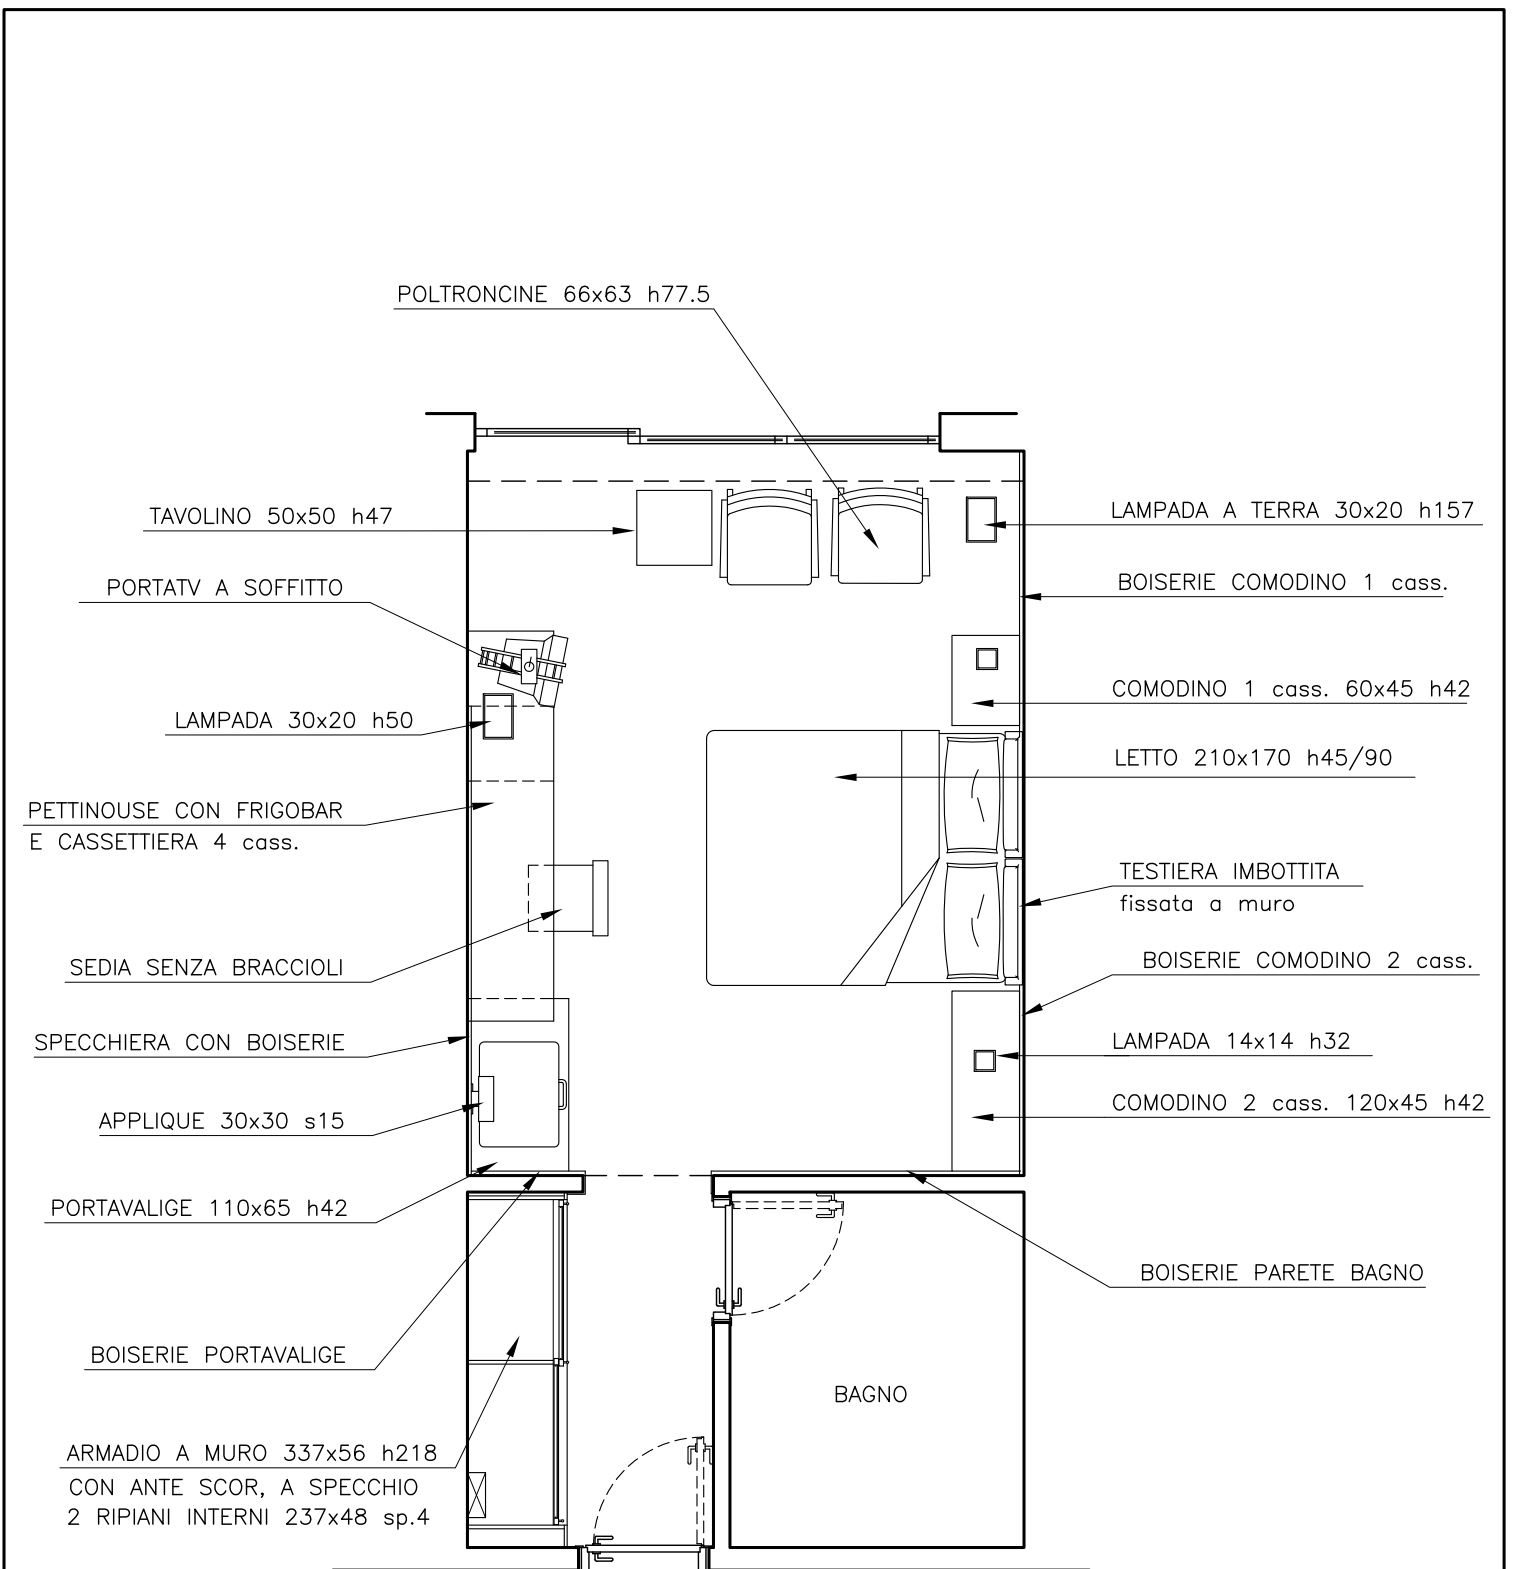 POLTRONCINE 66x63 h77.5
TAVOLINO 50x50 h47
LAMPADA A TERRA 30x20 h157
PORTATV A SOFFITTO
BOISERIE COMODINO 1 cass.
LAMPADA 30x20 h50
COMODINO 1 cass. 60x45 h42
LETTO 210x170 h45/90
PETTINOUSE CON FRIGOBAR
E CASSETTIERA 4 cass.
TESTIERA IMBOTTITA
fissata a muro
SEDIA SENZA BRACCIOLI
BOISERIE COMODINO 2 cass.
SPECCHIERA CON BOISERIE
LAMPADA 14x14 h32
APPLIQUE 30x30 s15
COMODINO 2 cass. 120x45 h42
PORTAVALIGE 110x65 h42
BOISERIE PARETE BAGNO
BOISERIE PORTAVALIGE
BAGNO
ARMADIO A MURO 337x56 h218
CON ANTE SCOR, A SPECCHIO
2 RIPIANI INTERNI 237x48 sp.4